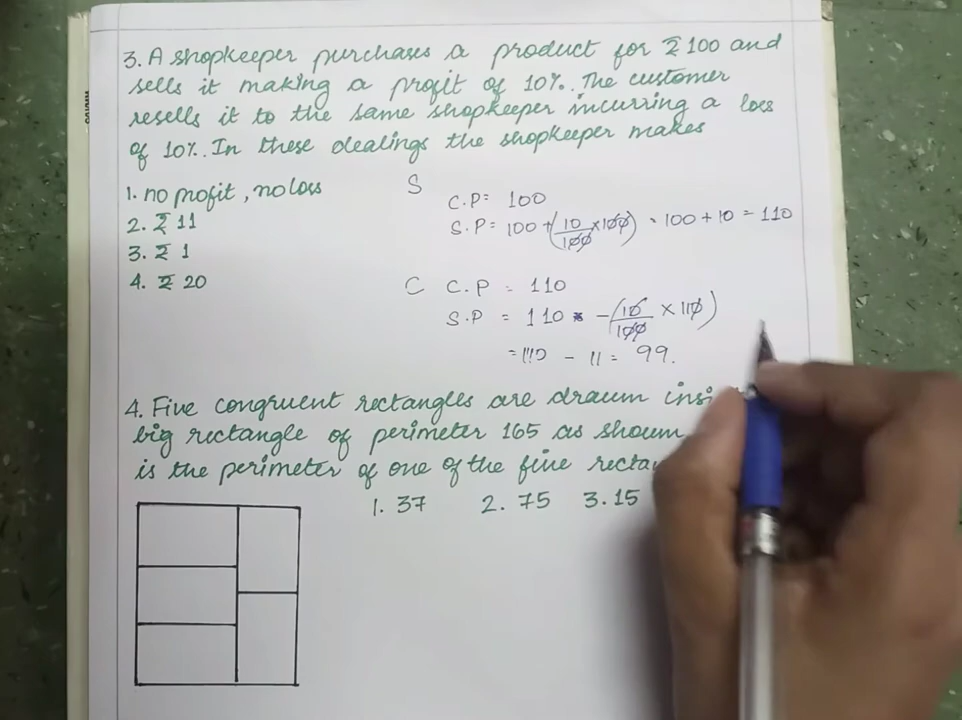 3. A shopkeeper purchases a product for ₹100 and
sells it making a profit of 10%. The customer
resells it to the same shopkeeper incurring a loss
of 10%. In these dealings the shopkeeper makes
1. no profit, no loss
2. ₹ 11
3. ₹ 1
4. ₹ 20
S
C.P = 100
S.P = 100 + (10/100 × 100) = 100 + 10 = 110
C C.P = 110
S.P = 110 - (10/100 × 110)
= 110 - 11 = 99.
4. Five congruent rectangles are drawn insi
big rectangle of perimeter 165 as shown
is the perimeter of one of the five recta
1. 37 2. 75 3. 15